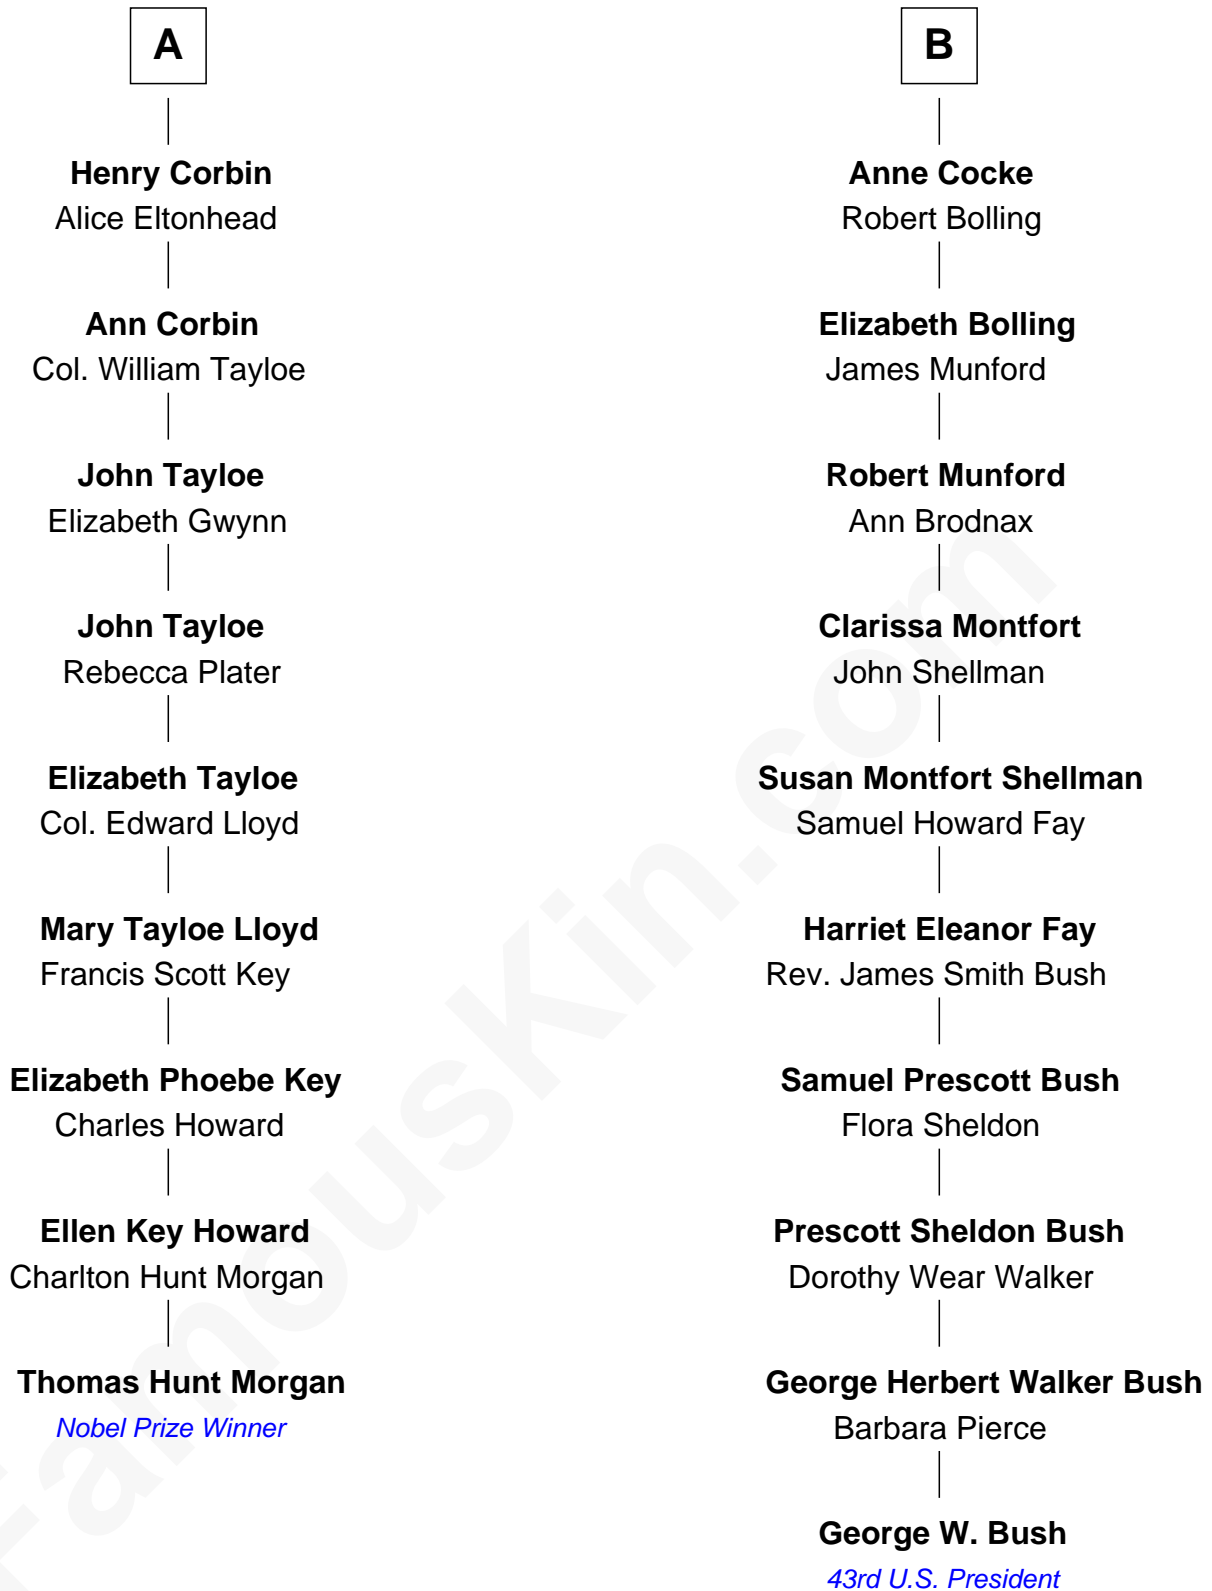 A
Henry Corbin
Alice Eltonhead
Ann Corbin
Col. William Tayloe
John Tayloe
Elizabeth Gwynn
John Tayloe
Rebecca Plater
Elizabeth Tayloe
Col. Edward Lloyd
Mary Tayloe Lloyd
Francis Scott Key
Elizabeth Phoebe Key
Charles Howard
Ellen Key Howard
Charlton Hunt Morgan
Thomas Hunt Morgan
Nobel Prize Winner
B
Anne Cocke
Robert Bolling
Elizabeth Bolling
James Munford
Robert Munford
Ann Brodnax
Clarissa Montfort
John Shellman
Susan Montfort Shellman
Samuel Howard Fay
Harriet Eleanor Fay
Rev. James Smith Bush
Samuel Prescott Bush
Flora Sheldon
Prescott Sheldon Bush
Dorothy Wear Walker
George Herbert Walker Bush
Barbara Pierce
George W. Bush
43rd U.S. President
FamousKin.com